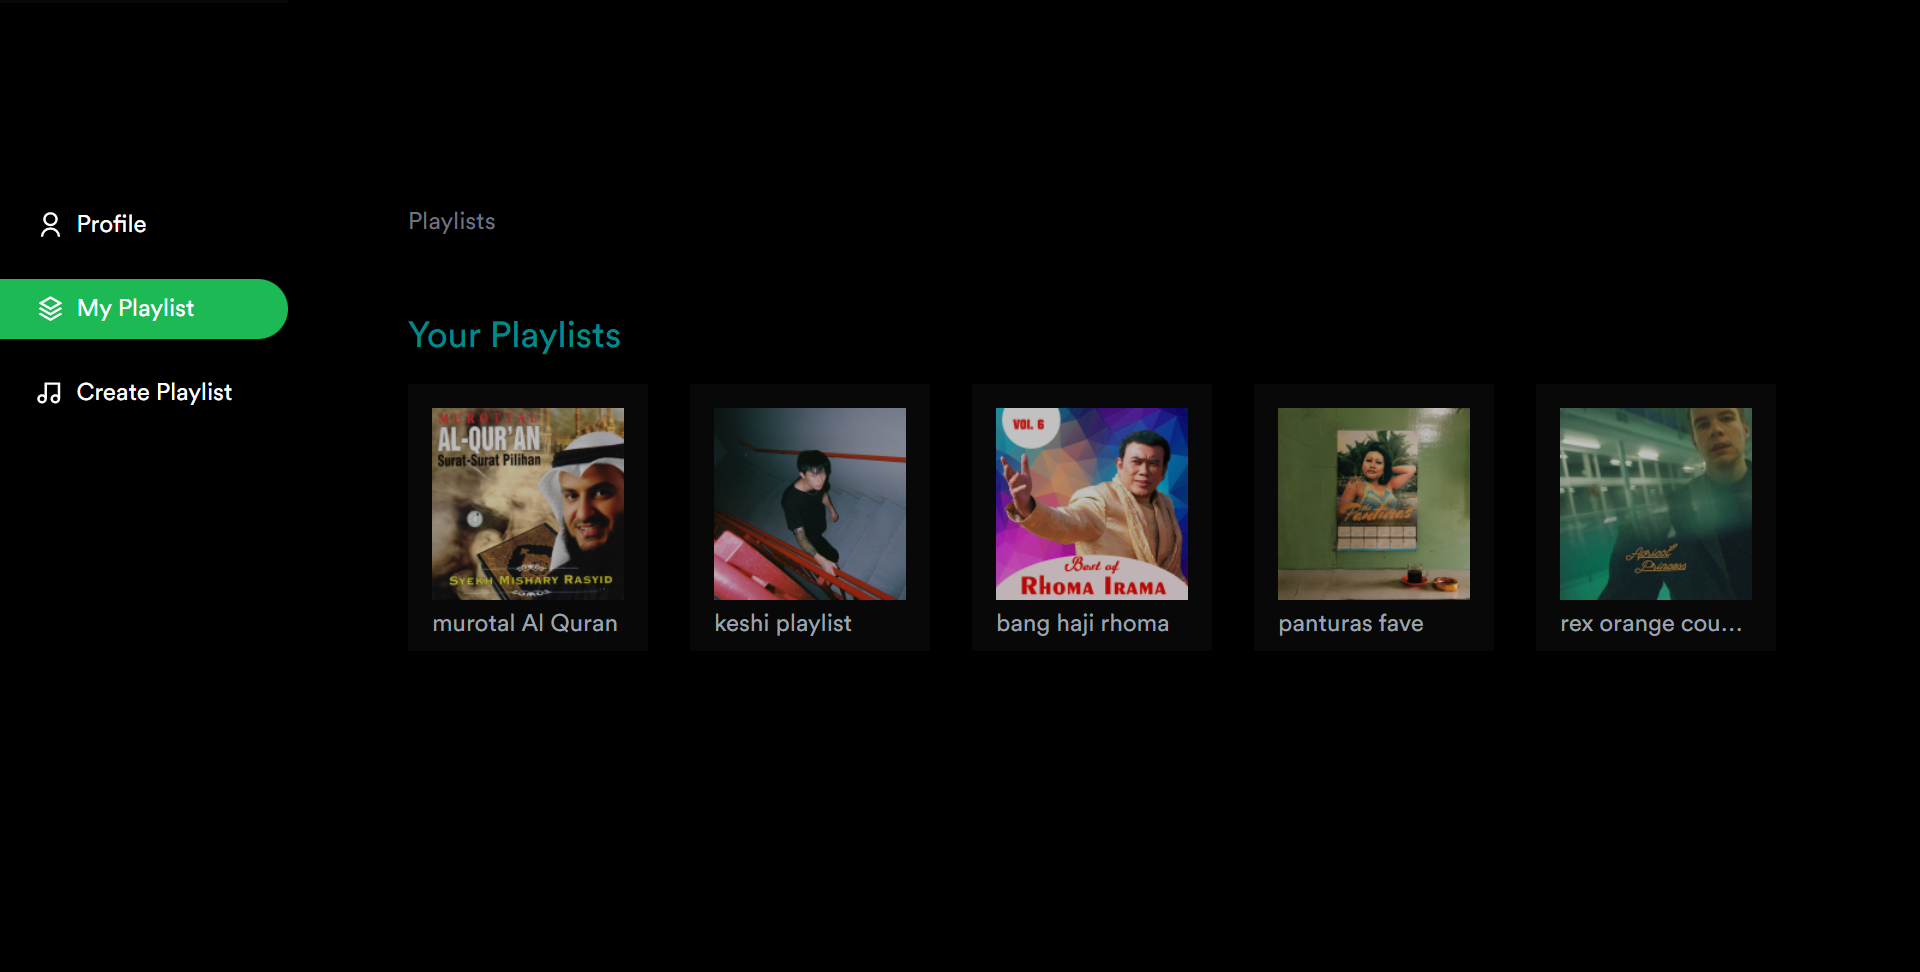 Profile
My Playlist
Create Playlist
Playlists
Your Playlists
MUROTTAL
AL-QUR'AN
Surat-Surat Pilihan
SYEKH MISHARY RASYID
murotal Al Quran
keshi playlist
VOL. 6
Best of
RHOMA IRAMA
bang haji rhoma
Panturas
panturas fave
Apricot
Princess
rex orange cou...